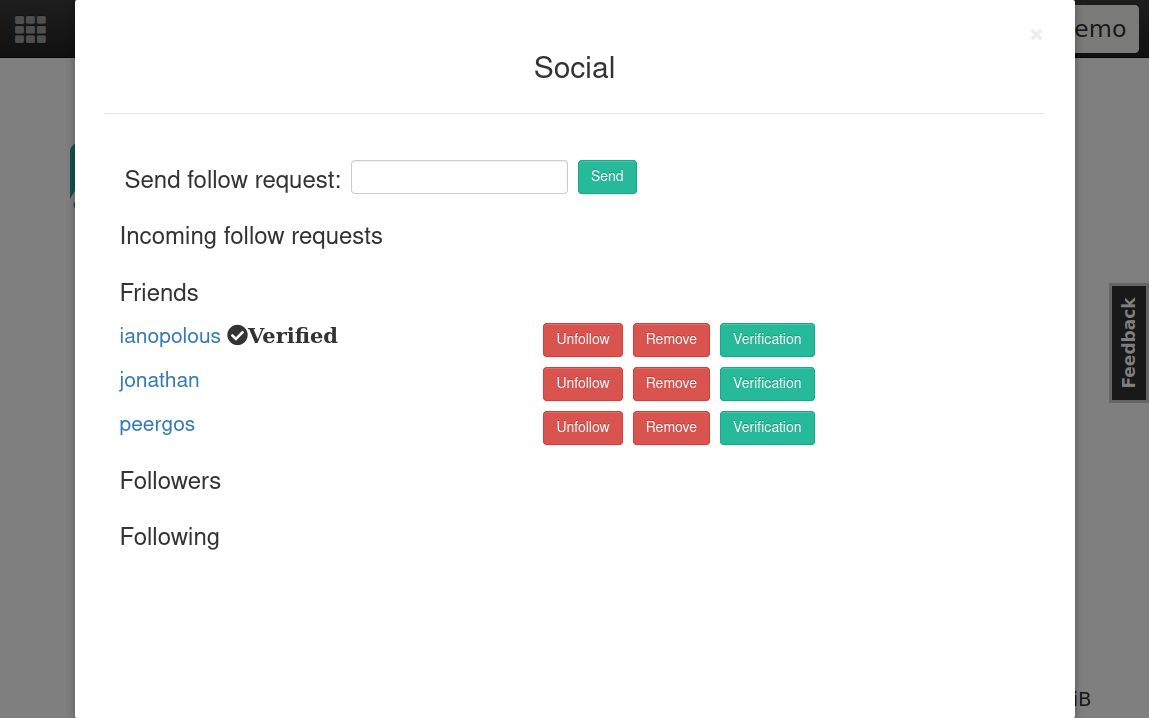 emo
×
Social
Send follow request: Send
Incoming follow requests
Friends
ianopolous Verified Unfollow Remove Verification
jonathan Unfollow Remove Verification
peergos Unfollow Remove Verification
Feedback
Followers
Following
iB